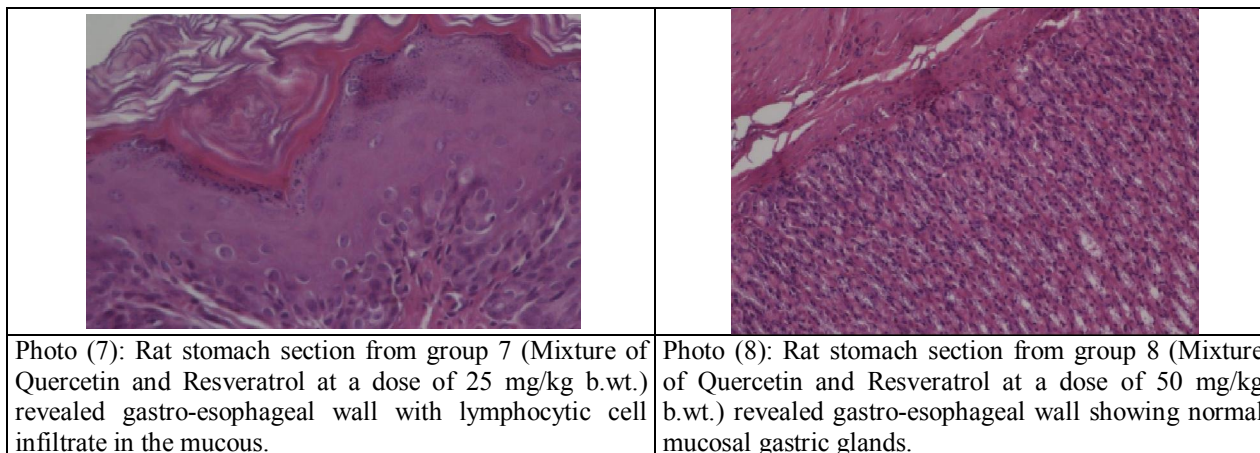 Photo (7): Rat stomach section from group 7 (Mixture of
Quercetin and Resveratrol at a dose of 25 mg/kg b.wt.)
revealed gastro-esophageal wall with lymphocytic cell
infiltrate in the mucous.
Photo (8): Rat stomach section from group 8 (Mixture
of Quercetin and Resveratrol at a dose of 50 mg/kg
b.wt.) revealed gastro-esophageal wall showing normal
mucosal gastric glands.